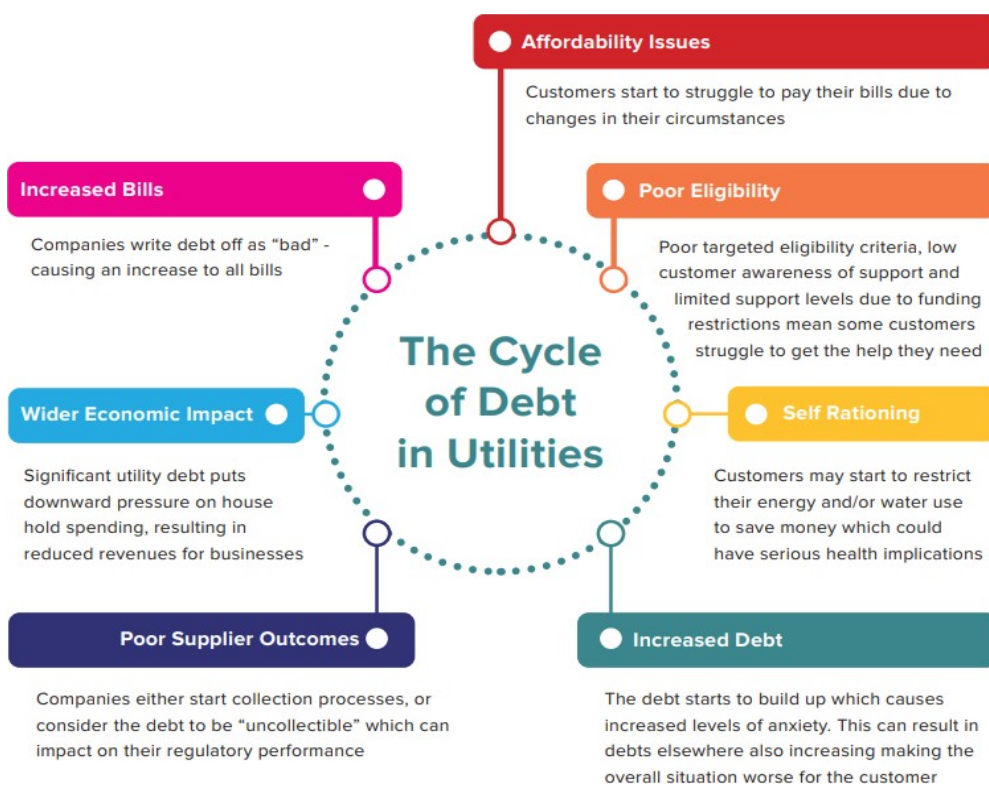 Affordability Issues
Customers start to struggle to pay their bills due to
changes in their circumstances
Poor Eligibility
Poor targeted eligibility criteria, low
customer awareness of support and
limited support levels due to funding
restrictions mean some customers
struggle to get the help they need
Self Rationing
Customers may start to restrict
their energy and/or water use
to save money which could
have serious health implications
Increased Debt
The debt starts to build up which causes
increased levels of anxiety. This can result in
debts elsewhere also increasing making the
overall situation worse for the customer
Poor Supplier Outcomes
Companies either start collection processes, or
consider the debt to be “uncollectible” which can
impact on their regulatory performance
Wider Economic Impact
Significant utility debt puts
downward pressure on house
hold spending, resulting in
reduced revenues for businesses
Increased Bills
Companies write debt off as “bad” -
causing an increase to all bills
The Cycle
of Debt
in Utilities